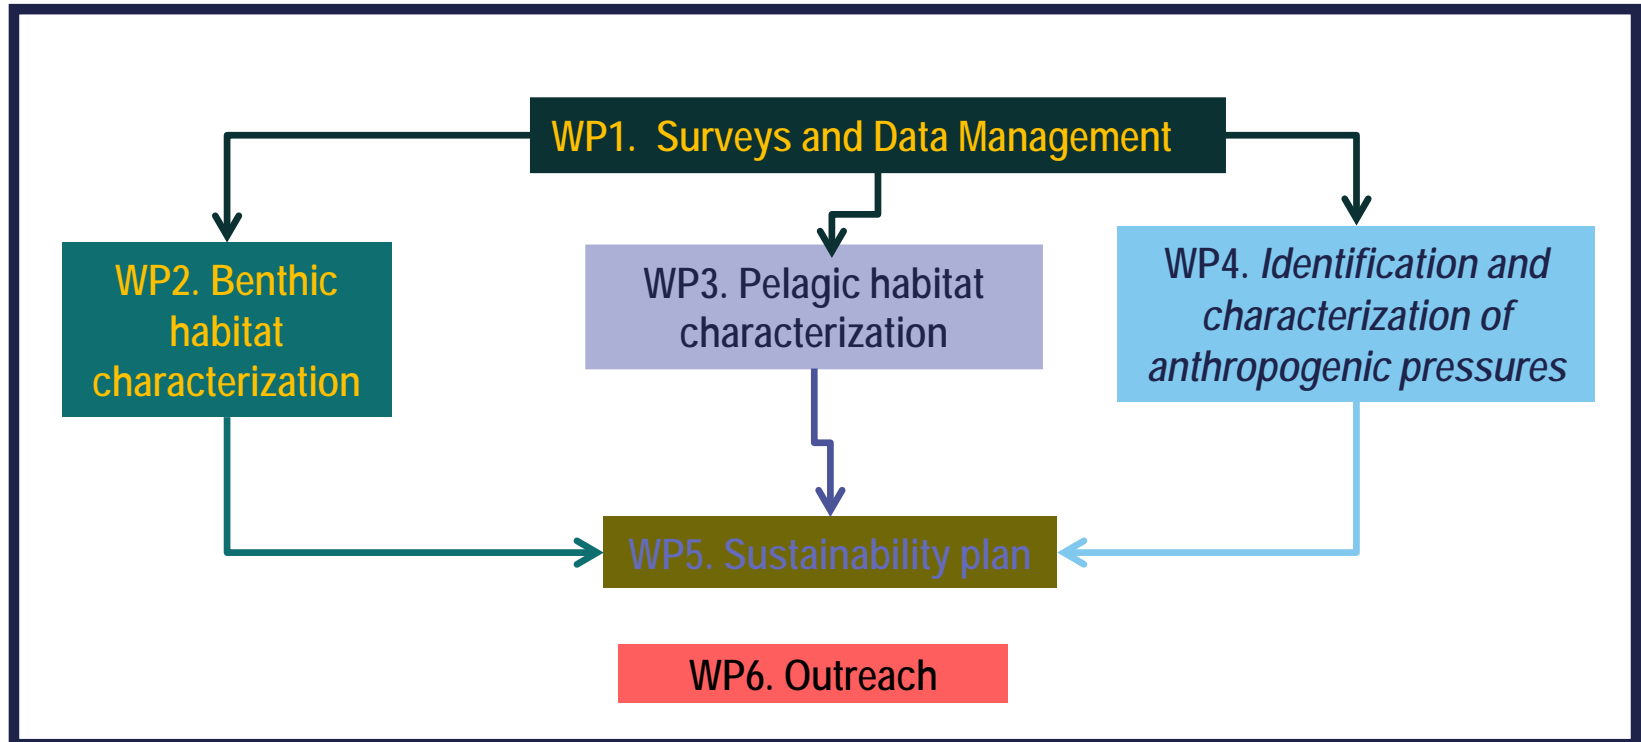 WP1.  Surveys and Data Management
WP2. Benthic
habitat
characterization
WP3. Pelagic habitat
characterization
WP4. Identification and
characterization of
anthropogenic pressures
WP5. Sustainability plan
WP6. Outreach